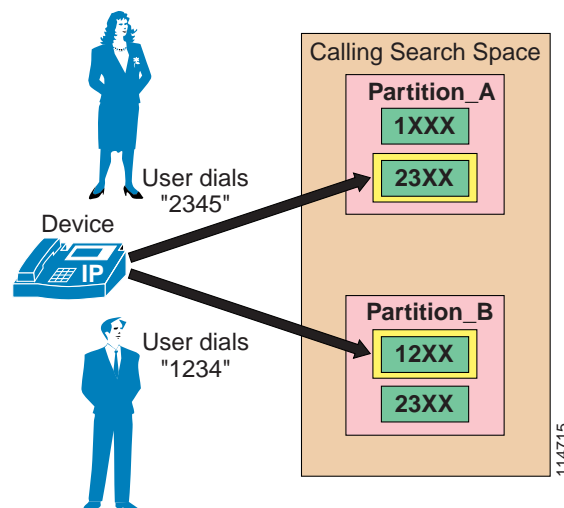 Calling Search Space
Partition_A
1XXX
23XX
User dials
"2345"
Device
IP
Partition_B
12XX
23XX
User dials
"1234"
114715